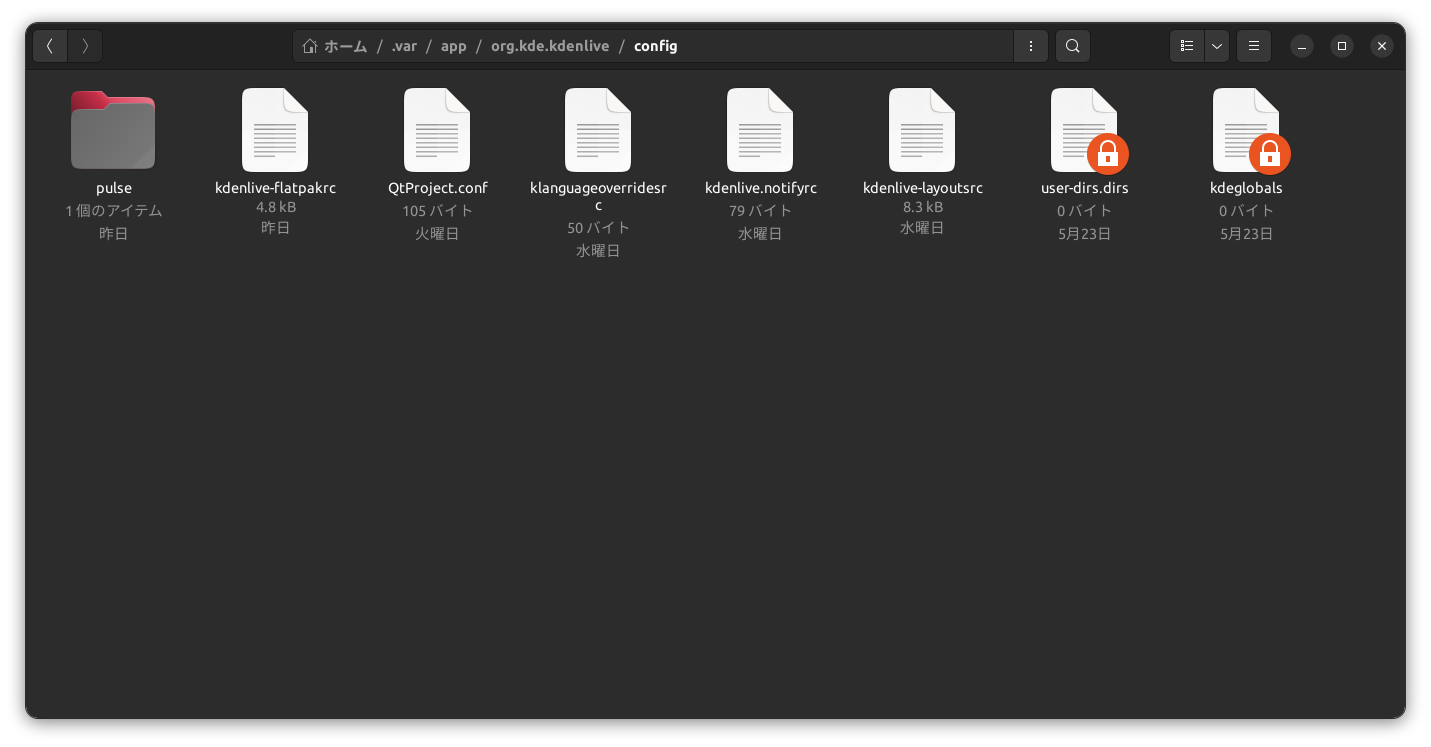 ホーム / .var / app / org.kde.kdenlive / config
pulse
1 個のアイテム
昨日
kdenlive-flatpakrc
4.8 kB
昨日
QtProject.conf
105 バイト
火曜日
klanguageoverridesr
c
50 バイト
水曜日
kdenlive.notifyrc
79 バイト
水曜日
kdenlive-layoutsrc
8.3 kB
水曜日
user-dirs.dirs
0 バイト
5月23日
kdeglobals
0 バイト
5月23日